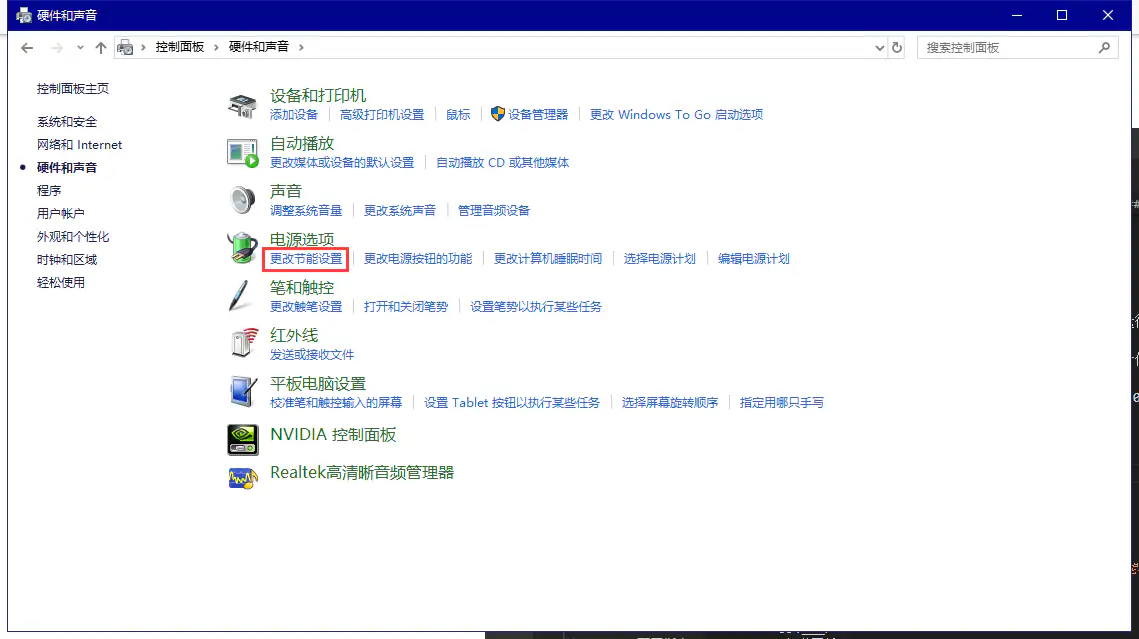 硬件和声音
控制面板 硬件和声音
搜索控制面板
控制面板主页
系统和安全
网络和 Internet
硬件和声音
程序
用户帐户
外观和个性化
时钟和区域
轻松使用
设备和打印机
添加设备 高级打印机设置 鼠标 设备管理器 更改 Windows To Go 启动选项
自动播放
更改媒体或设备的默认设置 自动播放 CD 或其他媒体
声音
调整系统音量 更改系统声音 管理音频设备
电源选项
更改节能设置 更改电源按钮的功能 更改计算机睡眠时间 选择电源计划 编辑电源计划
笔和触控
更改触笔设置 打开和关闭笔势 设置笔势以执行某些任务
红外线
发送或接收文件
平板电脑设置
校准笔和触控输入的屏幕 设置 Tablet 按钮以执行某些任务 选择屏幕旋转顺序 指定用哪只手写
NVIDIA 控制面板
Realtek高清晰音频管理器